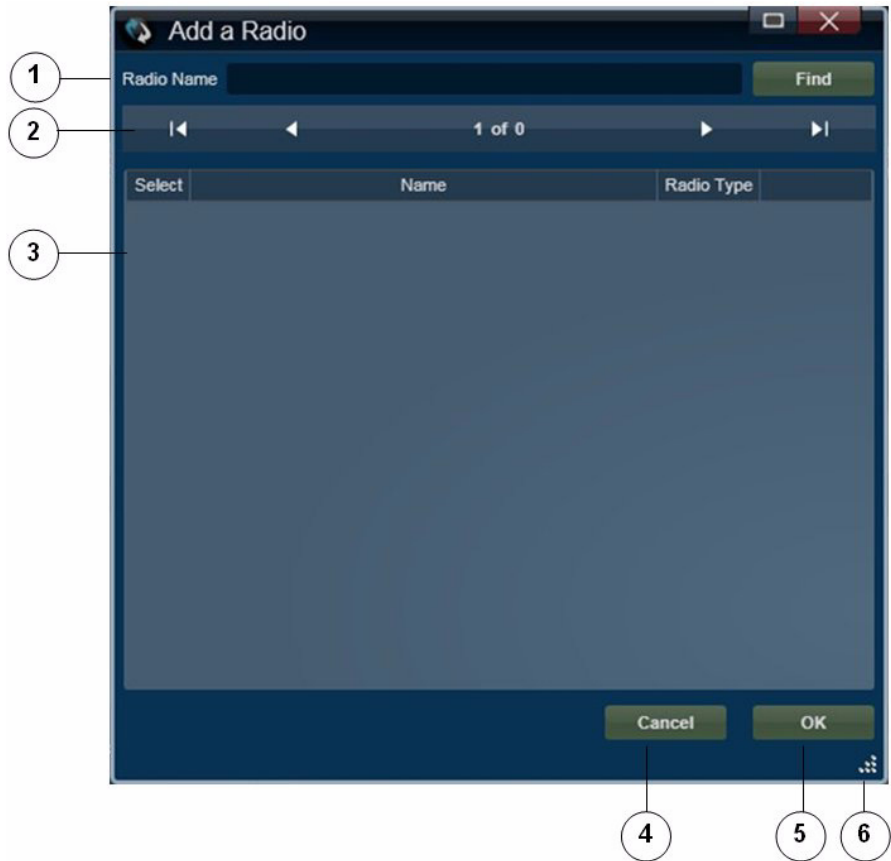 Add a Radio
1
Radio Name
Find
2
1 of 0
Select Name Radio Type
3
Cancel OK
4 5 6